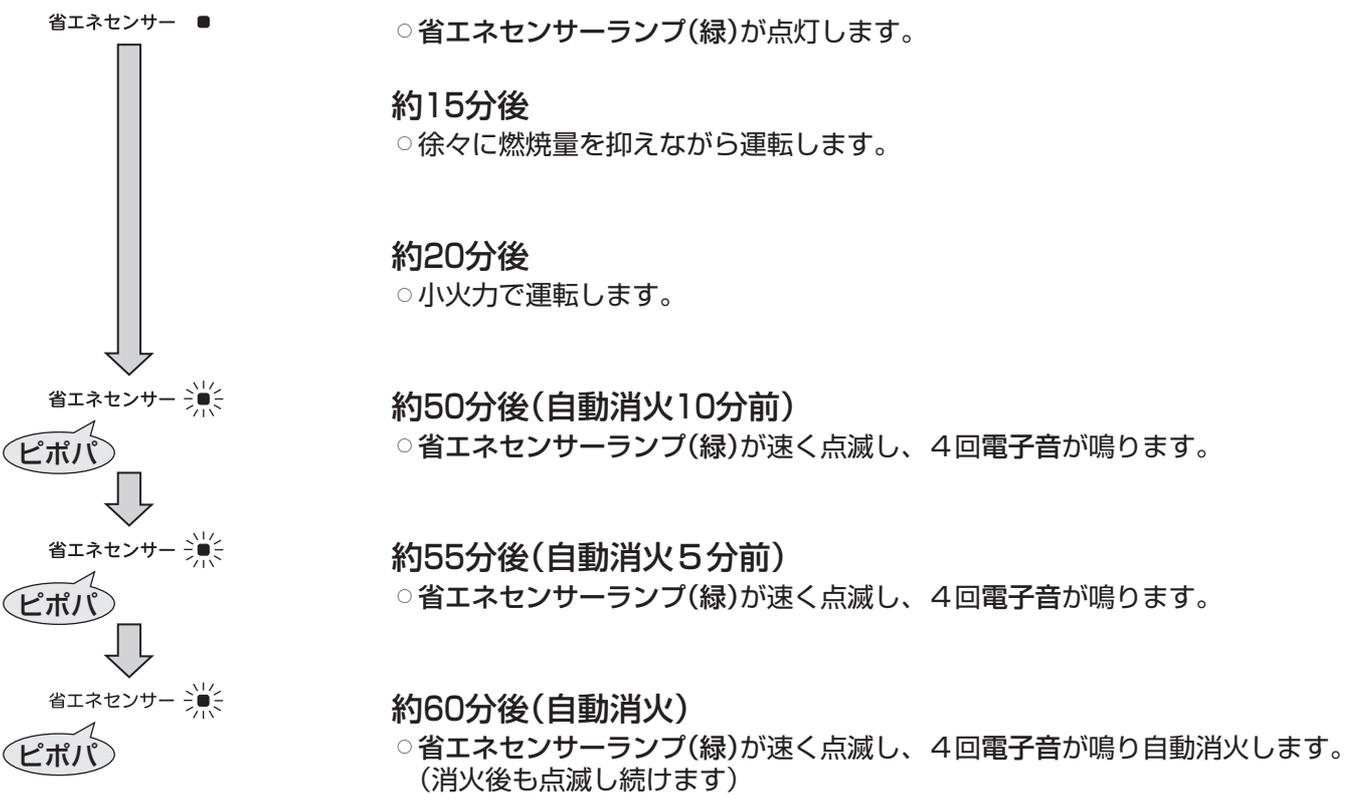 省エネセンサー
○省エネセンサーランプ(緑)が点灯します。
約15分後
○徐々に燃焼量を抑えながら運転します。
約20分後
○小火力で運転します。
省エネセンサー
ピポパ
約50分後(自動消火10分前)
○省エネセンサーランプ(緑)が速く点滅し、4回電子音が鳴ります。
省エネセンサー
ピポパ
約55分後(自動消火5分前)
○省エネセンサーランプ(緑)が速く点滅し、4回電子音が鳴ります。
省エネセンサー
ピポパ
約60分後(自動消火)
○省エネセンサーランプ(緑)が速く点滅し、4回電子音が鳴り自動消火します。
(消火後も点滅し続けます)